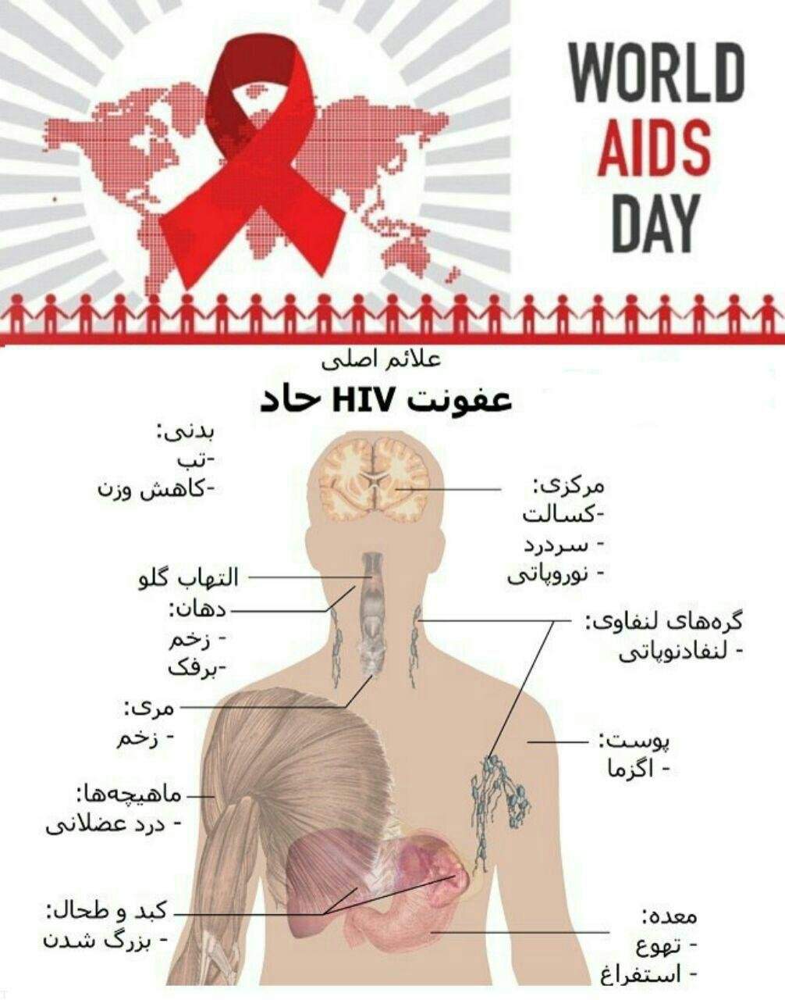 WORLD
AIDS
DAY
علائم اصلی
عفونت HIV حاد
بدنی:
-تب
-کاهش وزن
مرکزی:
-کسالت
- سردرد
- نوروپاتی
التهاب گلو
دهان:
- زخم
-برفک
گره‌های لنفاوی:
- لنفادنوپاتی
مری:
- زخم
پوست:
- اگزما
ماهیچه‌ها:
- درد عضلانی
کبد و طحال:
- بزرگ شدن
معده:
- تهوع
- استفراغ